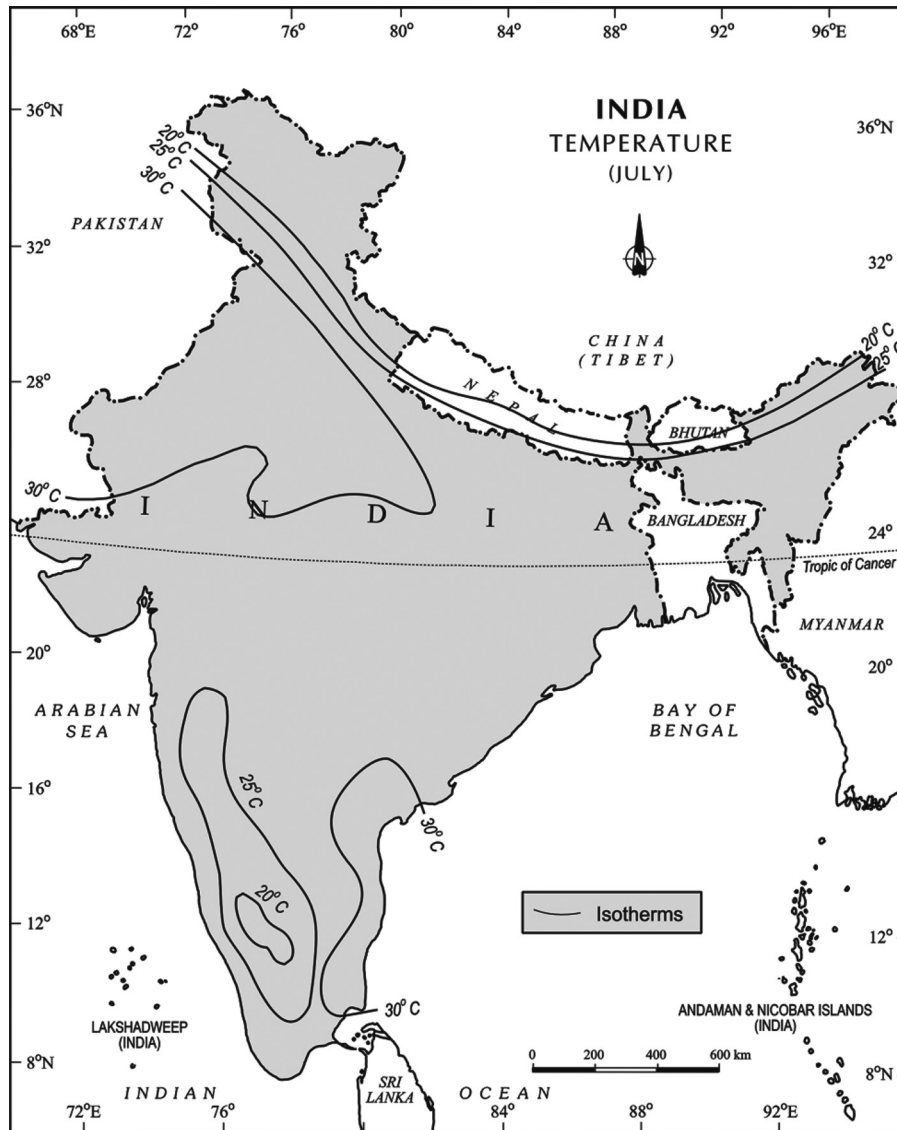 68°E 72° 76° 80° 84° 88° 92° 96°E
36°N
INDIA
TEMPERATURE
(JULY)
36°N
20°C
25°C
30°C
PAKISTAN
32°
32°
N
CHINA
(TIBET)
20°C
25°C
28°
28°
NEPAL
BHUTAN
30°C
I N D I A
BANGLADESH
24°
24°
Tropic of Cancer
MYANMAR
20°
20°
ARABIAN
SEA
BAY OF
BENGAL
25°C
16°
16°
30°C
20°C
Isotherms
12°
12°
30°C
LAKSHADWEEP
(INDIA)
ANDAMAN & NICOBAR ISLANDS
(INDIA)
8°N
0 200 400 600 km
8°N
SRI
LANKA
INDIAN OCEAN
72°E 76° 80° 84° 88° 92°E